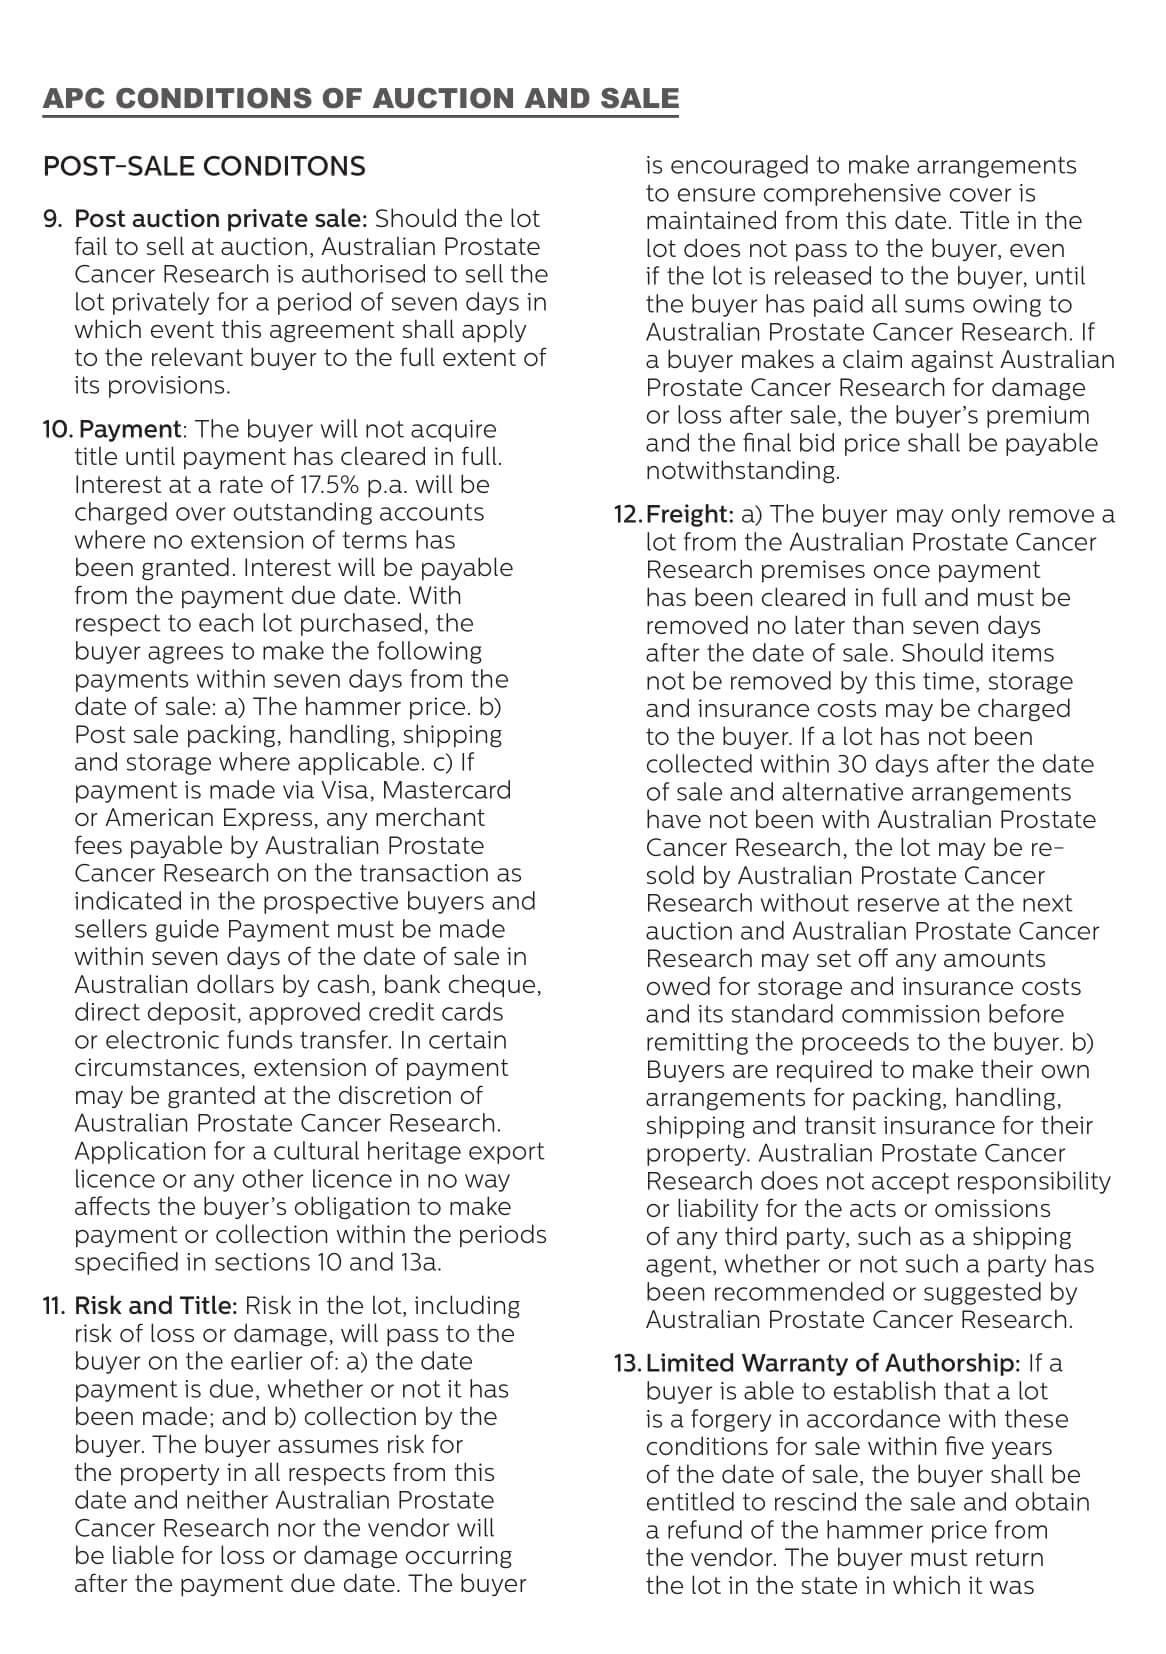 APC CONDITIONS OF AUCTION AND SALE
POST-SALE CONDITONS
9. Post auction private sale: Should the lot
fail to sell at auction, Australian Prostate
Cancer Research is authorised to sell the
lot privately for a period of seven days in
which event this agreement shall apply
to the relevant buyer to the full extent of
its provisions.
10. Payment: The buyer will not acquire
title until payment has cleared in full.
Interest at a rate of 17.5% p.a. will be
charged over outstanding accounts
where no extension of terms has
been granted. Interest will be payable
from the payment due date. With
respect to each lot purchased, the
buyer agrees to make the following
payments within seven days from the
date of sale: a) The hammer price. b)
Post sale packing, handling, shipping
and storage where applicable. c) If
payment is made via Visa, Mastercard
or American Express, any merchant
fees payable by Australian Prostate
Cancer Research on the transaction as
indicated in the prospective buyers and
sellers guide Payment must be made
within seven days of the date of sale in
Australian dollars by cash, bank cheque,
direct deposit, approved credit cards
or electronic funds transfer. In certain
circumstances, extension of payment
may be granted at the discretion of
Australian Prostate Cancer Research.
Application for a cultural heritage export
licence or any other licence in no way
affects the buyer's obligation to make
payment or collection within the periods
specified in sections 10 and 13a.
11. Risk and Title: Risk in the lot, including
risk of loss or damage, will pass to the
buyer on the earlier of: a) the date
payment is due, whether or not it has
been made; and b) collection by the
buyer. The buyer assumes risk for
the property in all respects from this
date and neither Australian Prostate
Cancer Research nor the vendor will
be liable for loss or damage occurring
after the payment due date. The buyer
is encouraged to make arrangements
to ensure comprehensive cover is
maintained from this date. Title in the
lot does not pass to the buyer, even
if the lot is released to the buyer, until
the buyer has paid all sums owing to
Australian Prostate Cancer Research. If
a buyer makes a claim against Australian
Prostate Cancer Research for damage
or loss after sale, the buyer's premium
and the final bid price shall be payable
notwithstanding.
12. Freight: a) The buyer may only remove a
lot from the Australian Prostate Cancer
Research premises once payment
has been cleared in full and must be
removed no later than seven days
after the date of sale. Should items
not be removed by this time, storage
and insurance costs may be charged
to the buyer. If a lot has not been
collected within 30 days after the date
of sale and alternative arrangements
have not been with Australian Prostate
Cancer Research, the lot may be re-
sold by Australian Prostate Cancer
Research without reserve at the next
auction and Australian Prostate Cancer
Research may set off any amounts
owed for storage and insurance costs
and its standard commission before
remitting the proceeds to the buyer. b)
Buyers are required to make their own
arrangements for packing, handling,
shipping and transit insurance for their
property. Australian Prostate Cancer
Research does not accept responsibility
or liability for the acts or omissions
of any third party, such as a shipping
agent, whether or not such a party has
been recommended or suggested by
Australian Prostate Cancer Research.
13. Limited Warranty of Authorship: If a
buyer is able to establish that a lot
is a forgery in accordance with these
conditions for sale within five years
of the date of sale, the buyer shall be
entitled to rescind the sale and obtain
a refund of the hammer price from
the vendor. The buyer must return
the lot in the state in which it was